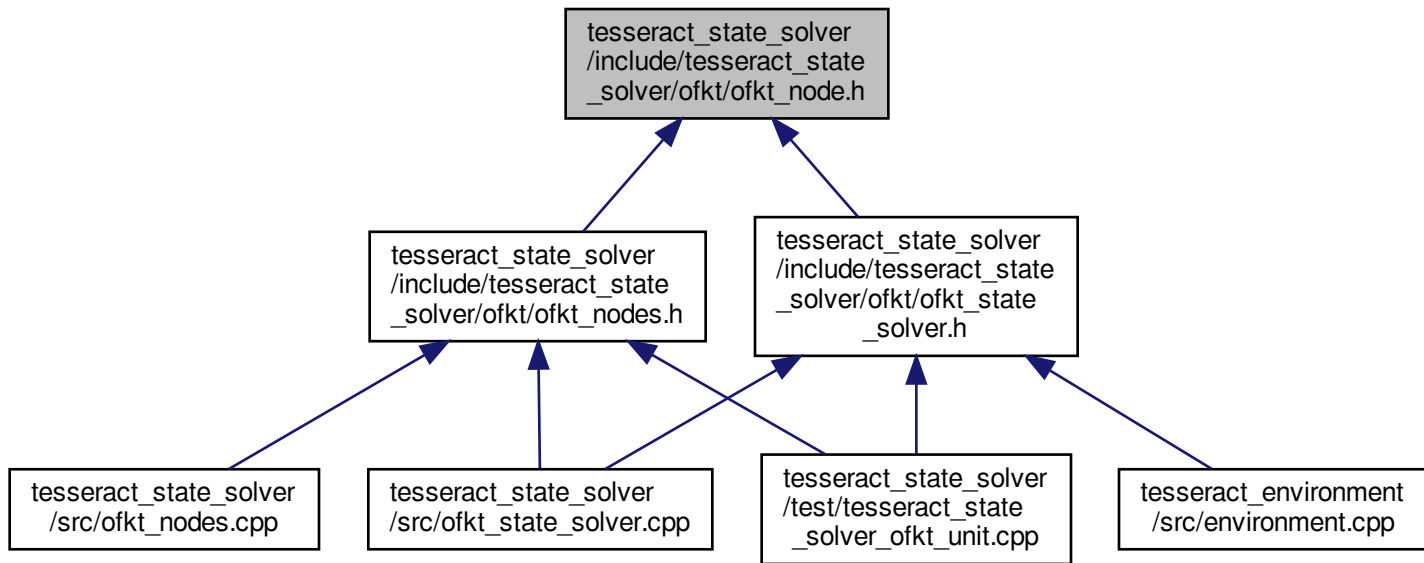 tesseract_state_solver
/include/tesseract_state
_solver/ofkt/ofkt_node.h
tesseract_state_solver
/include/tesseract_state
_solver/ofkt/ofkt_nodes.h
tesseract_state_solver
/include/tesseract_state
_solver/ofkt/ofkt_state
_solver.h
tesseract_state_solver
/src/ofkt_nodes.cpp
tesseract_state_solver
/src/ofkt_state_solver.cpp
tesseract_state_solver
/test/tesseract_state
_solver_ofkt_unit.cpp
tesseract_environment
/src/environment.cpp